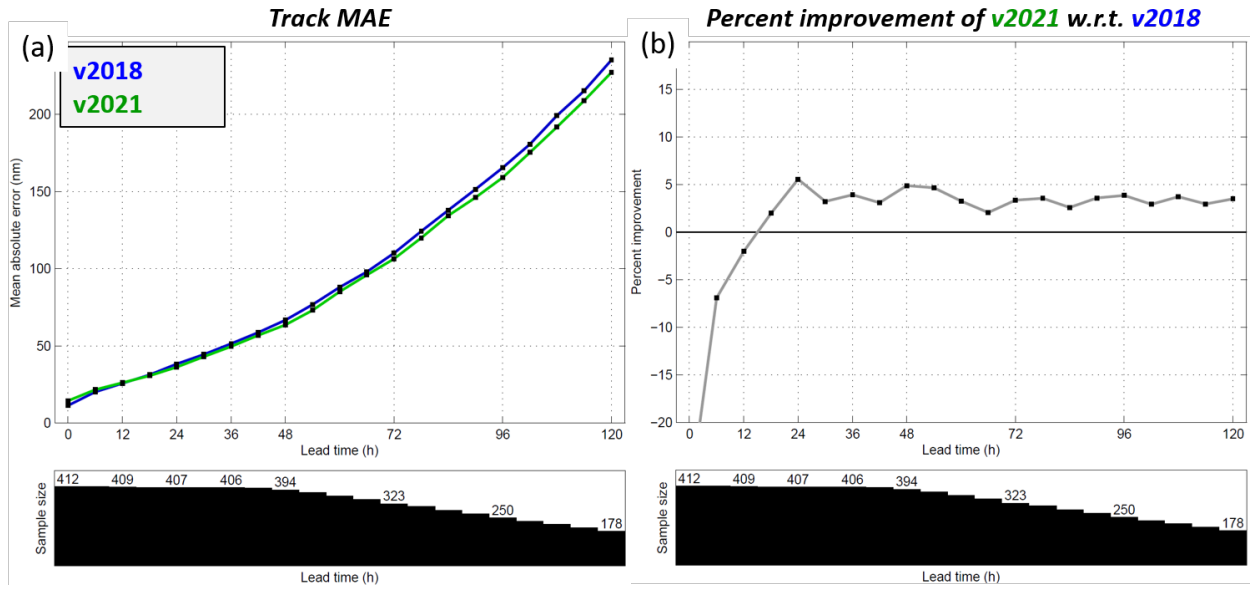 Track MAE
(a)
v2018
v2021
200
150
100
50
0
Mean absolute error (nm)
0 12 24 36 48 72 96 120
Lead time (h)
412 409 407 406 394 323 250 178
Sample size
Lead time (h)
Percent improvement of v2021 w.r.t. v2018
(b)
15
10
5
0
−5
−10
−15
−20
Percent improvement
0 12 24 36 48 72 96 120
Lead time (h)
412 409 407 406 394 323 250 178
Sample size
Lead time (h)